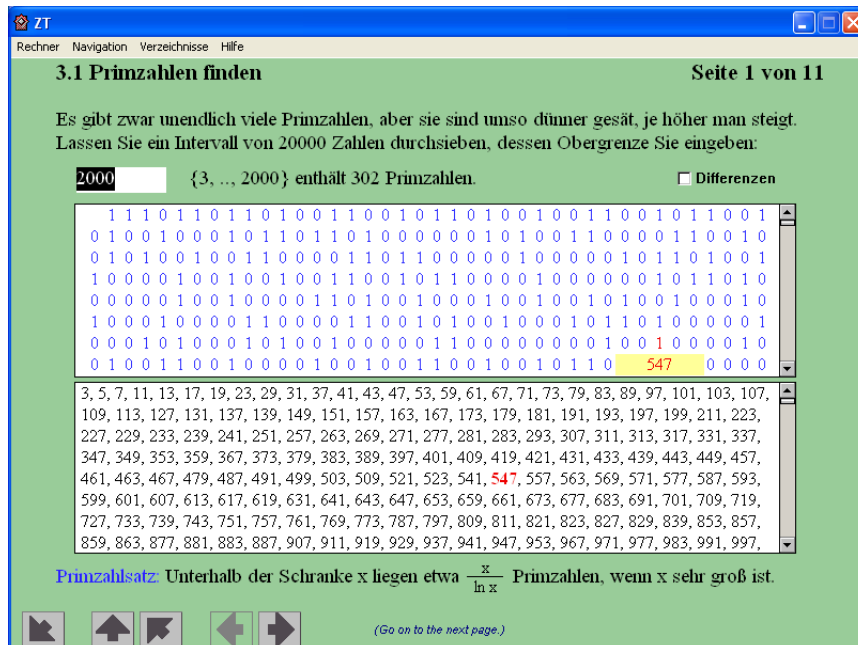 ZT
Rechner Navigation Verzeichnisse Hilfe
3.1 Primzahlen finden Seite 1 von 11
Es gibt zwar unendlich viele Primzahlen, aber sie sind umso dünner gesät, je höher man steigt.
Lassen Sie ein Intervall von 20000 Zahlen durchsieben, dessen Obergrenze Sie eingeben:
2000 {3, .., 2000} enthält 302 Primzahlen. Differenzen
1 1 1 0 1 1 0 1 1 0 1 0 0 1 1 0 0 1 0 1 1 0 1 0 0 1 0 0 1 1 0 0 1 0 1 1 0 0 1
0 1 0 0 1 0 0 0 1 0 1 1 0 1 1 0 1 0 0 0 0 0 0 1 0 1 0 0 1 1 0 0 0 0 1 1 0 0 1 0
0 1 0 1 0 0 1 0 0 1 1 0 0 0 0 1 1 0 1 1 0 0 0 0 0 1 0 0 0 0 0 1 0 1 1 0 1 0 0 1
1 0 0 0 0 1 0 0 1 0 0 1 0 0 1 1 0 0 1 0 1 1 0 0 0 0 1 0 0 0 0 0 0 1 0 1 1 0 1 0
0 0 0 0 0 1 0 0 1 0 0 0 0 1 1 0 1 0 0 1 0 0 0 1 0 0 1 0 0 1 0 1 0 0 1 0 0 0 1 0
1 0 0 0 1 0 0 0 0 1 1 0 0 0 0 1 1 0 0 1 0 1 0 0 1 0 0 0 1 0 1 1 0 1 0 0 0 0 0 1
0 0 0 1 0 1 0 0 0 1 0 1 0 0 1 0 0 0 0 0 1 1 0 0 0 0 0 0 0 0 1 0 0 1 0 0 0 0 1 0
0 1 0 0 1 1 0 0 1 0 0 0 0 1 0 0 1 0 0 1 1 0 0 1 0 0 1 0 1 1 0 547 0 0 0 0
3, 5, 7, 11, 13, 17, 19, 23, 29, 31, 37, 41, 43, 47, 53, 59, 61, 67, 71, 73, 79, 83, 89, 97, 101, 103, 107,
109, 113, 127, 131, 137, 139, 149, 151, 157, 163, 167, 173, 179, 181, 191, 193, 197, 199, 211, 223,
227, 229, 233, 239, 241, 251, 257, 263, 269, 271, 277, 281, 283, 293, 307, 311, 313, 317, 331, 337,
347, 349, 353, 359, 367, 373, 379, 383, 389, 397, 401, 409, 419, 421, 431, 433, 439, 443, 449, 457,
461, 463, 467, 479, 487, 491, 499, 503, 509, 521, 523, 541, 547, 557, 563, 569, 571, 577, 587, 593,
599, 601, 607, 613, 617, 619, 631, 641, 643, 647, 653, 659, 661, 673, 677, 683, 691, 701, 709, 719,
727, 733, 739, 743, 751, 757, 761, 769, 773, 787, 797, 809, 811, 821, 823, 827, 829, 839, 853, 857,
859, 863, 877, 881, 883, 887, 907, 911, 919, 929, 937, 941, 947, 953, 967, 971, 977, 983, 991, 997,
Primzahlsatz: Unterhalb der Schranke x liegen etwa x / ln x Primzahlen, wenn x sehr groß ist.
(Go on to the next page.)